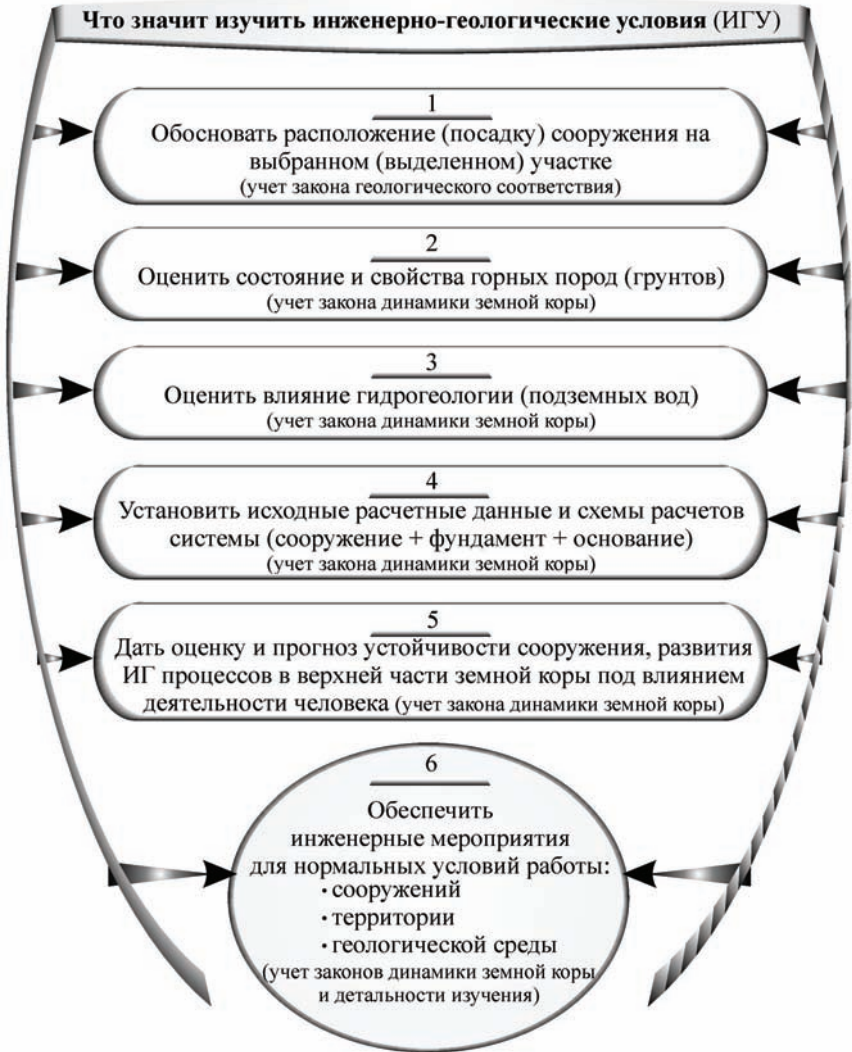 Что значит изучить инженерно-геологические условия (ИГУ)
1
Обосновать расположение (посадку) сооружения на
выбранном (выделенном) участке
(учет закона геологического соответствия)
2
Оценить состояние и свойства горных пород (грунтов)
(учет закона динамики земной коры)
3
Оценить влияние гидрогеологии (подземных вод)
(учет закона динамики земной коры)
4
Установить исходные расчетные данные и схемы расчетов
системы (сооружение + фундамент + основание)
(учет закона динамики земной коры)
5
Дать оценку и прогноз устойчивости сооружения, развития
ИГ процессов в верхней части земной коры под влиянием
деятельности человека (учет закона динамики земной коры)
6
Обеспечить
инженерные мероприятия
для нормальных условий работы:
· сооружений
· территории
· геологической среды
(учет законов динамики земной коры
и детальности изучения)